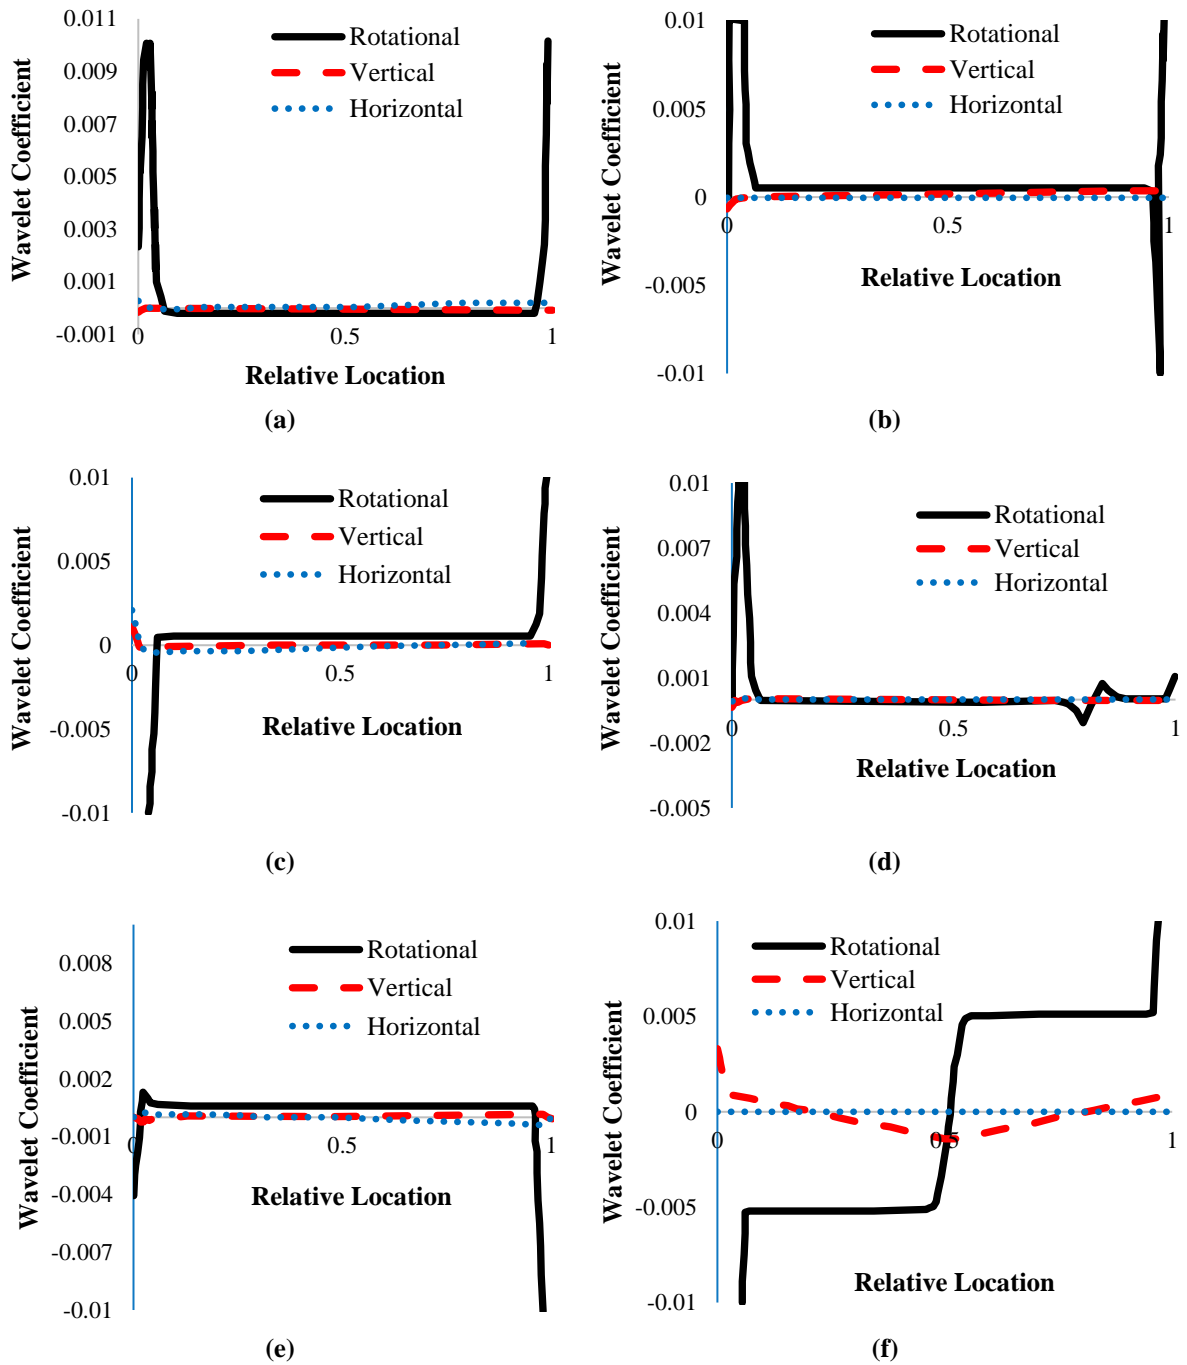 0.011
0.009
0.007
0.005
0.003
0.001
-0.001
Wavelet Coefficient
Rotational
Vertical
Horizontal
0
0.5
1
Relative Location
(a)
0.01
0.005
0
-0.005
-0.01
Wavelet Coefficient
Rotational
Vertical
Horizontal
0
0.5
1
Relative Location
(b)
0.01
0.005
0
-0.005
-0.01
Wavelet Coefficient
Rotational
Vertical
Horizontal
0
0.5
1
Relative Location
(c)
0.01
0.007
0.004
0.001
-0.002
-0.005
Wavelet Coefficient
Rotational
Vertical
Horizontal
0
0.5
1
Relative Location
(d)
0.008
0.005
0.002
-0.001
-0.004
-0.007
-0.01
Wavelet Coefficient
Rotational
Vertical
Horizontal
0
0.5
1
Relative Location
(e)
0.01
0.005
0
-0.005
-0.01
Wavelet Coefficient
Rotational
Vertical
Horizontal
0
0.5
1
Relative Location
(f)